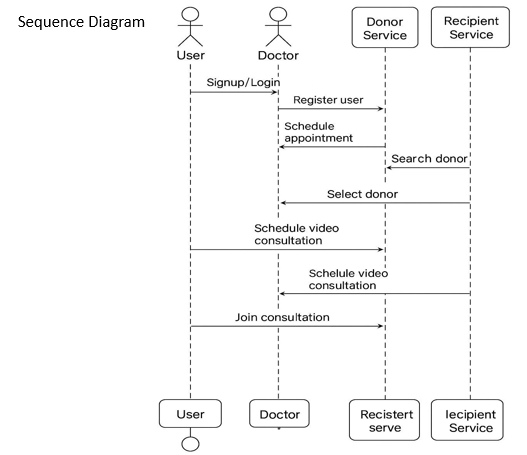 Sequence Diagram
User
Doctor
Donor
Service
Recipient
Service
Signup/Login
Register user
Schedule
appointment
Search donor
Select donor
Schedule video
consultation
Schelule video
consultation
Join consultation
User
Doctor
Recistert
serve
Iecipient
Service